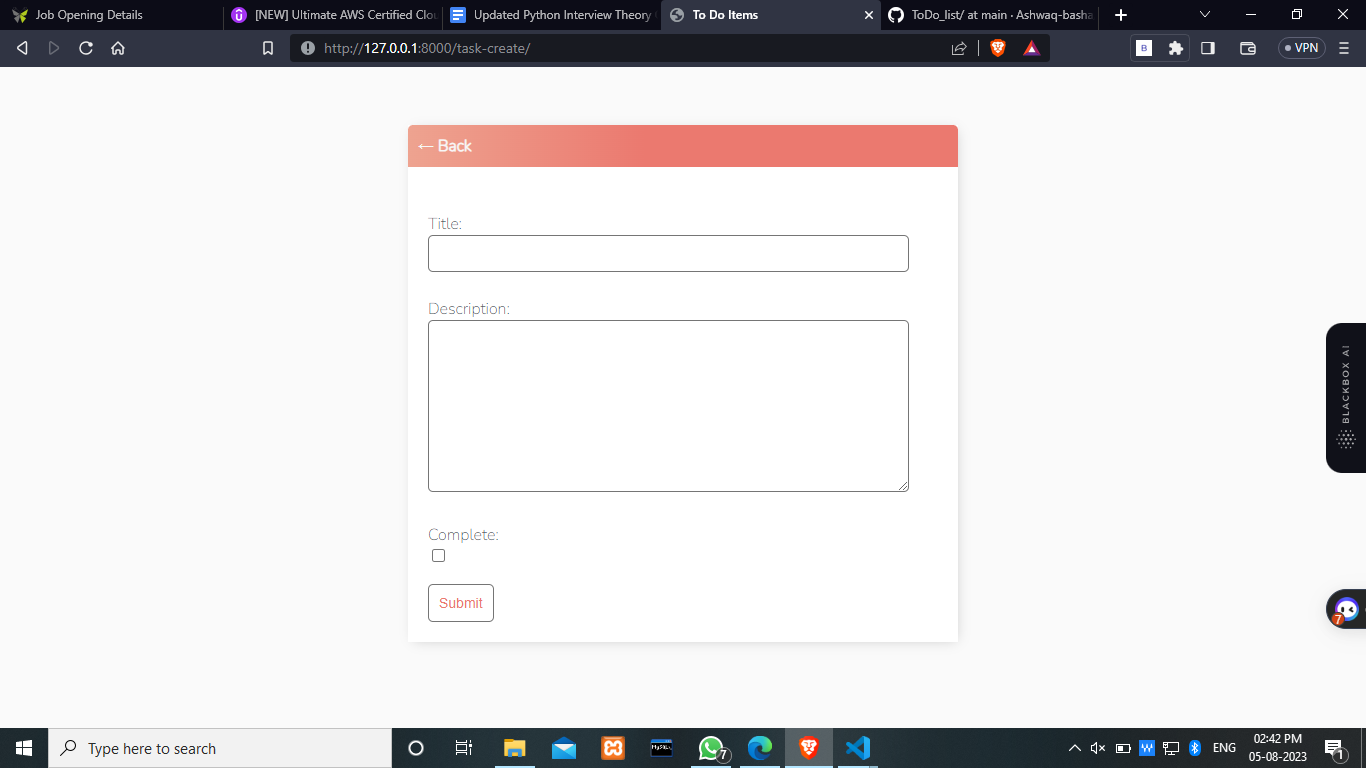 Job Opening Details
[NEW] Ultimate AWS Certified Clou
Updated Python Interview Theory
To Do Items
ToDo_list/ at main · Ashwaq-basha
http://127.0.0.1:8000/task-create/
B
VPN
← Back
Title:
Description:
BLACKBOX AI
Complete:
Submit
7
Type here to search
MySQL
7
W
ENG
02:42 PM
05-08-2023
1